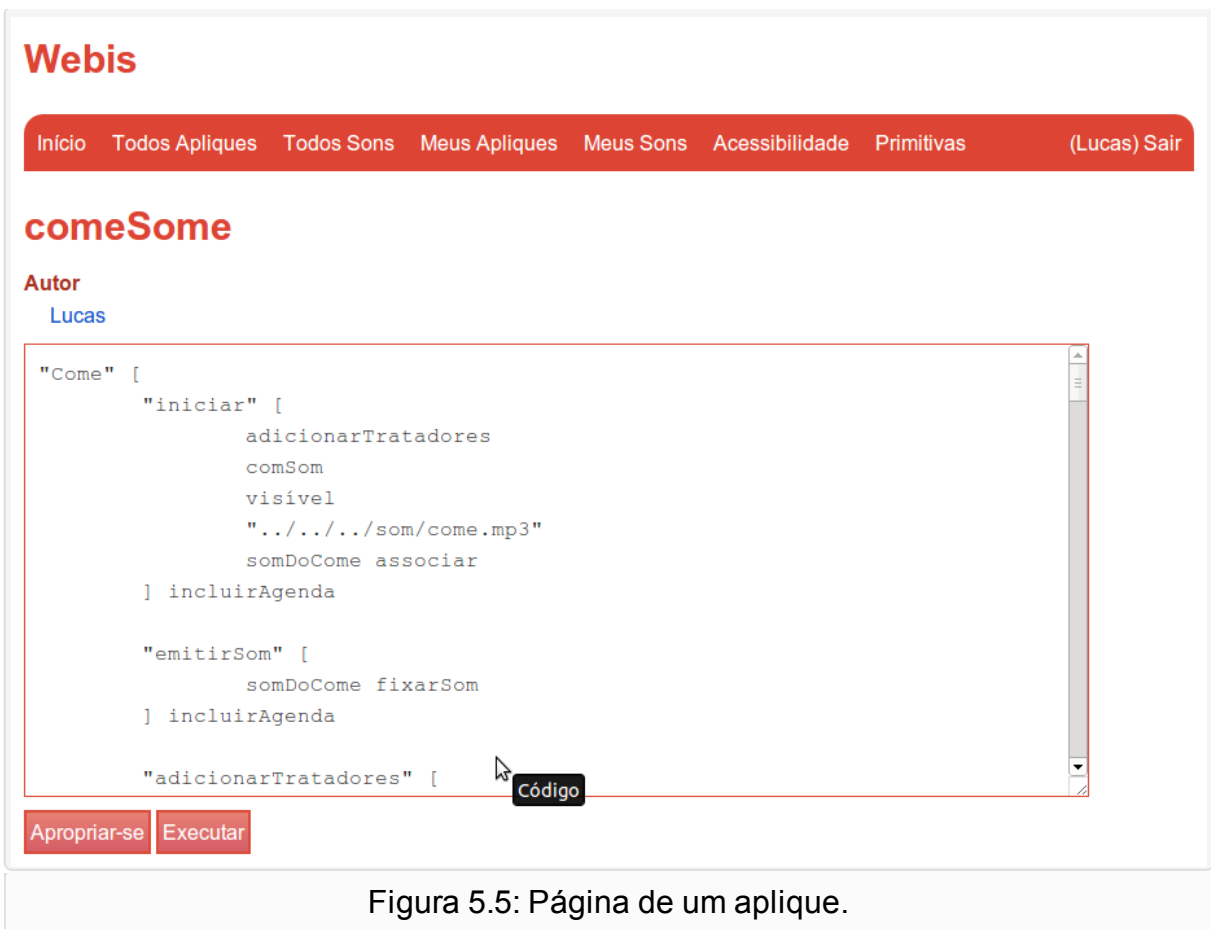 Webis
Início Todos Apliques Todos Sons Meus Apliques Meus Sons Acessibilidade Primitivas (Lucas) Sair
comeSome
Autor
Lucas
"Come" [
"iniciar" [
adicionarTratadores
comSom
visível
"../../../som/come.mp3"
somDoCome associar
] incluirAgenda
"emitirSom" [
somDoCome fixarSom
] incluirAgenda
"adicionarTratadores" [
Código
Apropriar-se Executar
Figura 5.5: Página de um aplique.